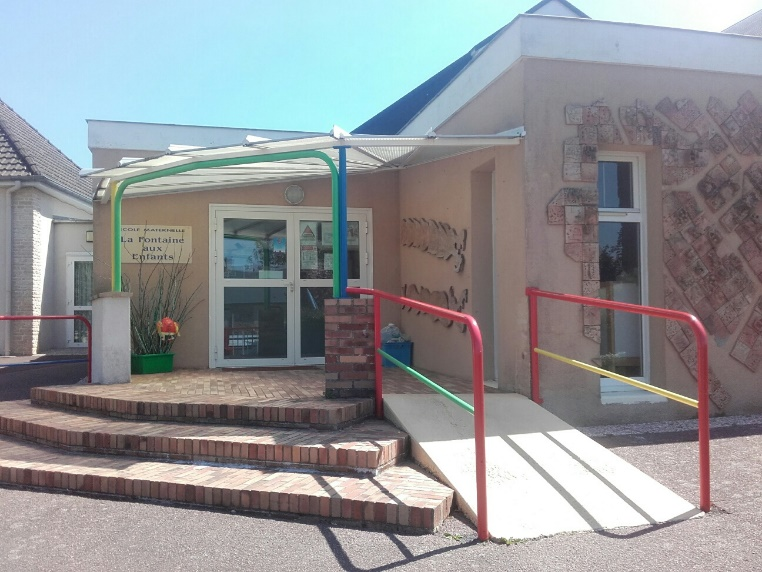 ECOLE MATERNELLE
La Fontaine
aux
Enfants